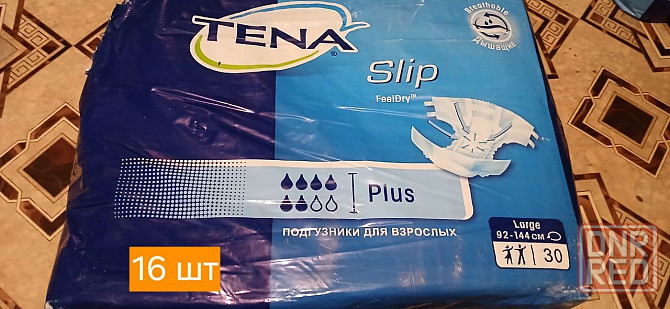 Breathable
Дышащие
TENA®
Slip
FeelDry™
Plus
ПОДГУЗНИКИ ДЛЯ ВЗРОСЛЫХ
Large
92-144 см
30
16 шт
DNR
RED